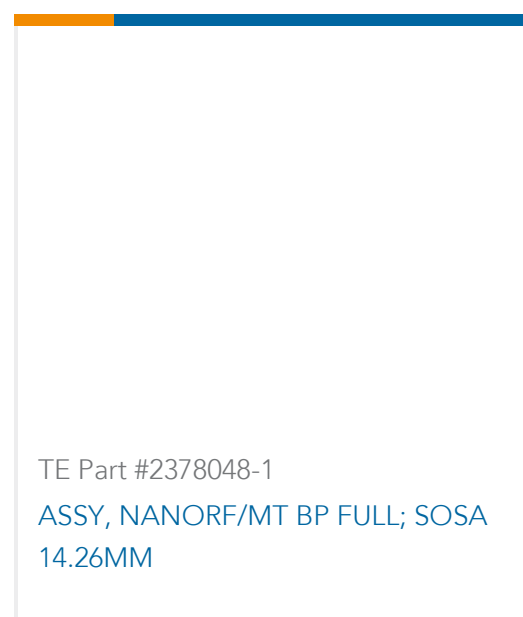 TE Part #2378048-1
ASSY, NANORF/MT BP FULL; SOSA
14.26MM